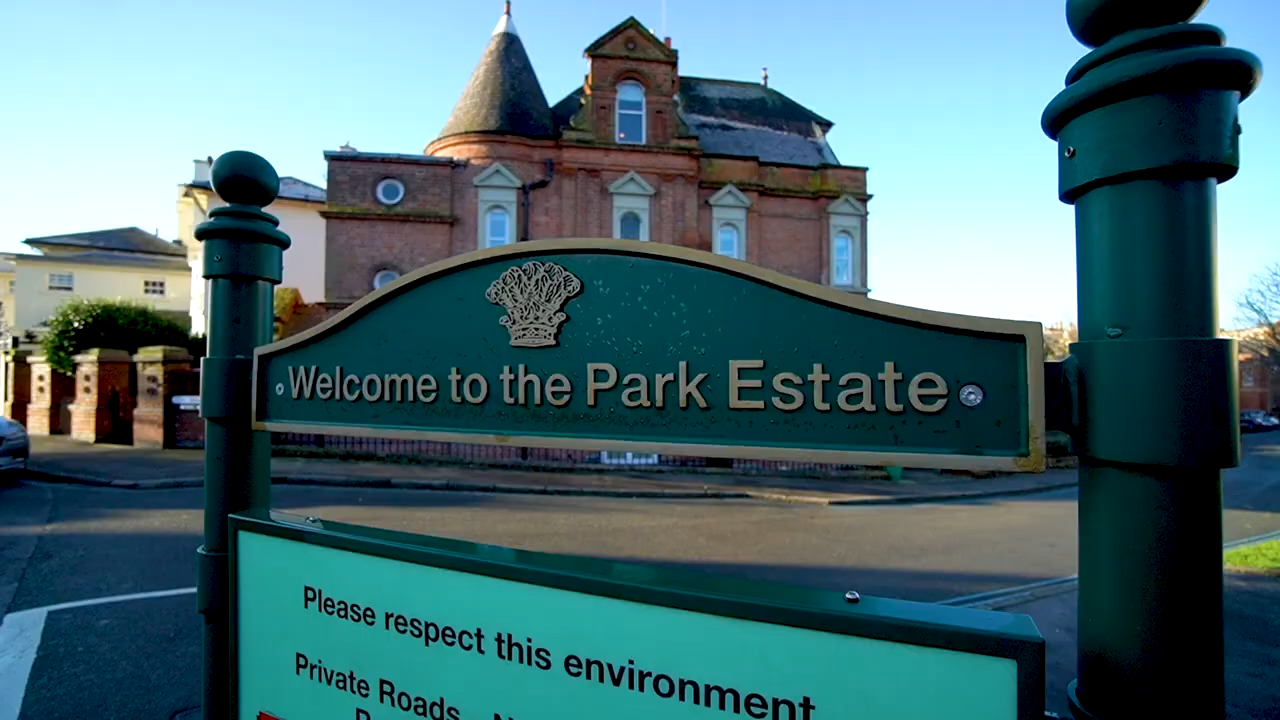 Welcome to the Park Estate
Please respect this environment
Private Roads